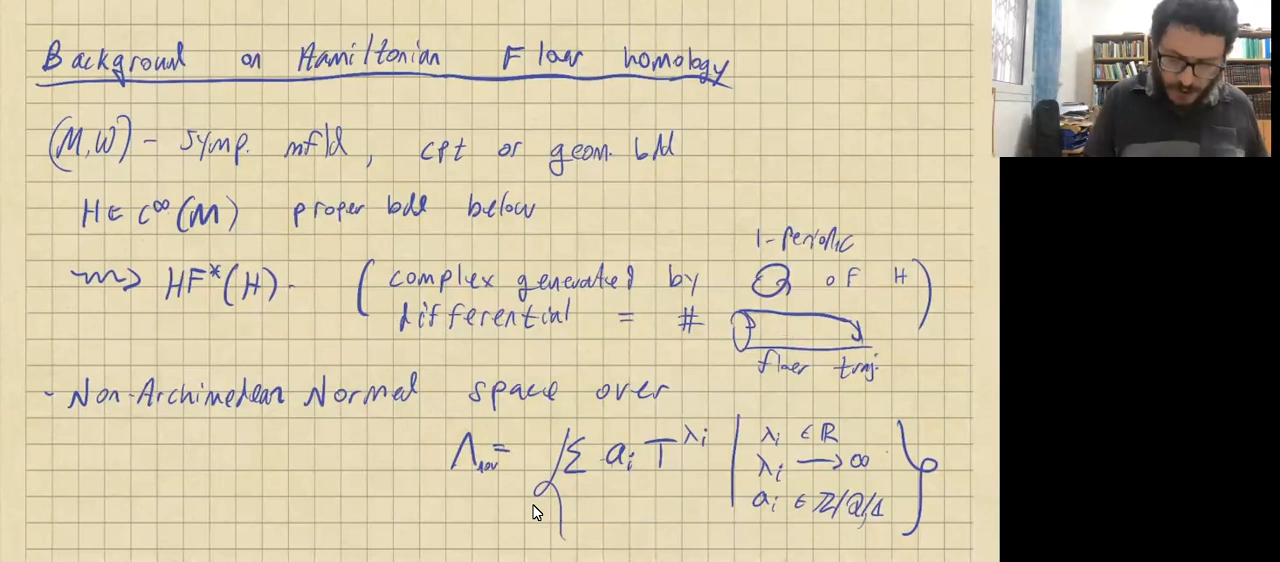 Background on Hamiltonian Floer homology
(M,W) - symp. mfld, cpt or geom. bd
H ∈ C^∞(M) proper bdd below
⇝ HF*(H). (complex generated by 1-periodic of H)
differential = #
floer traj.
- Non-Archimedean Normed space over
Λ_nov = { Σ a_i T^{λ_i} | λ_i ∈ ℝ
λ_i → ∞
a_i ∈ ℤ/ℚ }